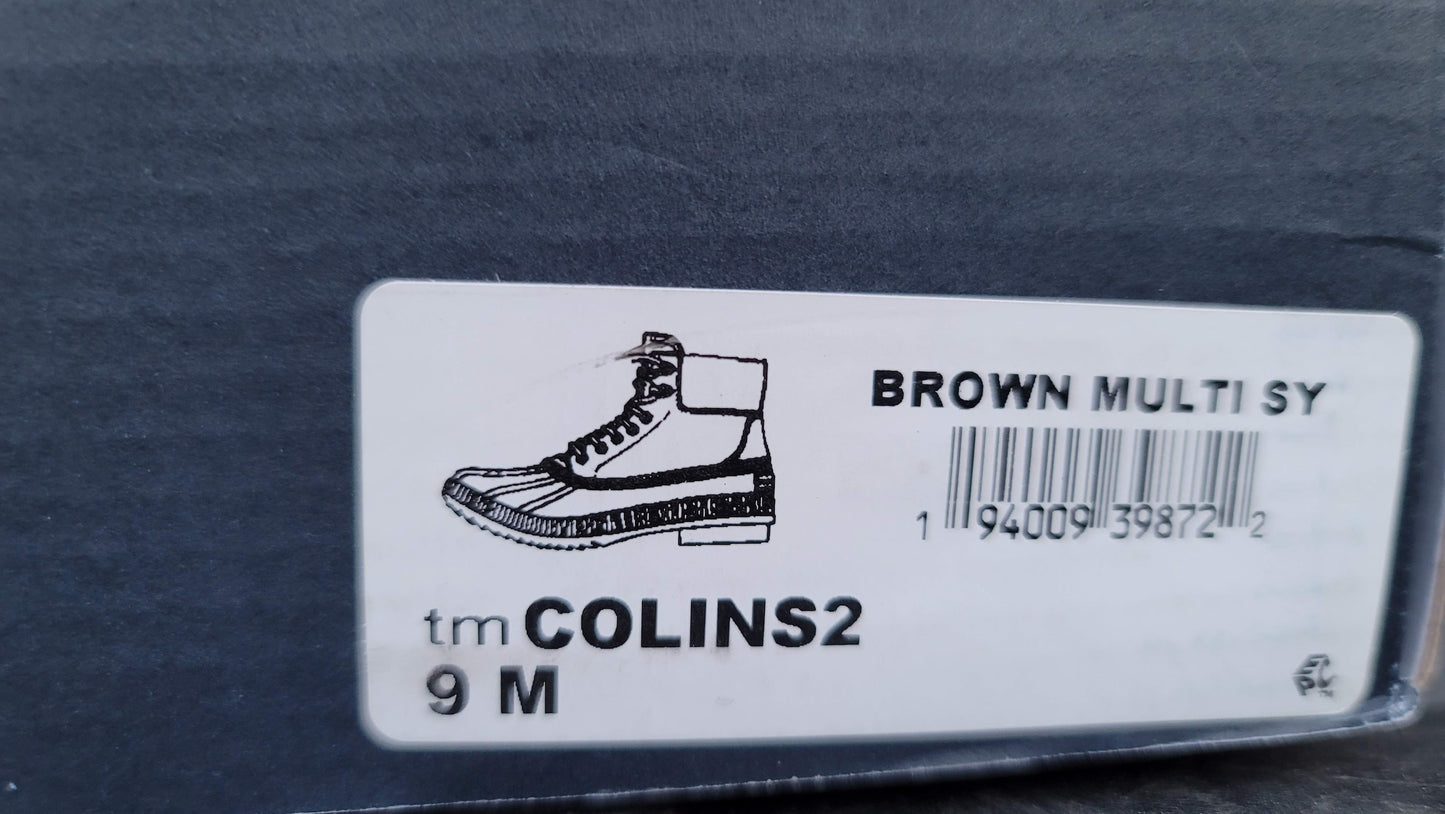 BROWN MULTI SY
1 94009 39872 2
tm COLINS2
9 M